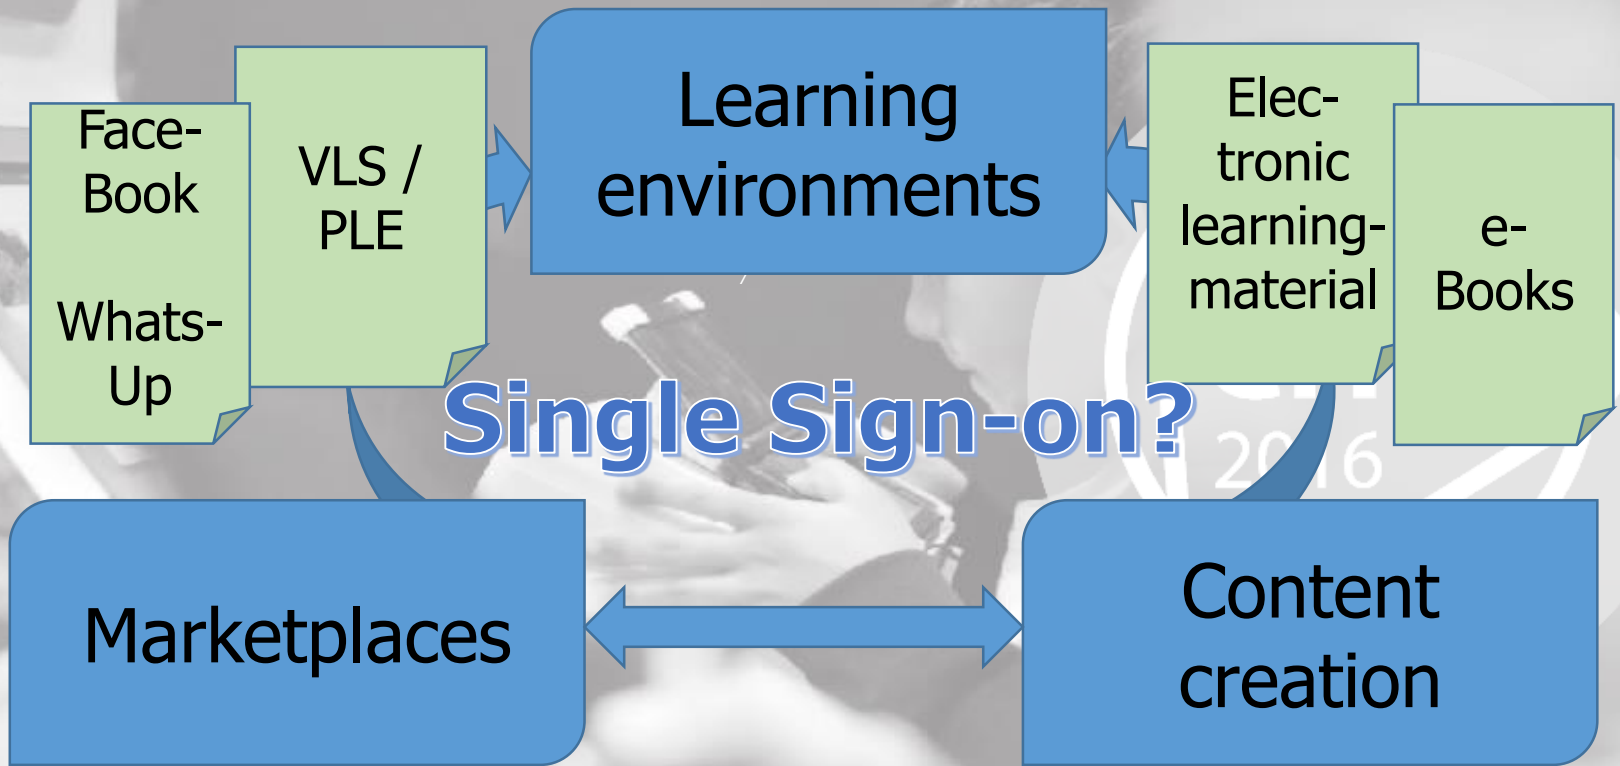 Face-
Book
Whats-
Up
VLS /
PLE
Learning
environments
Elec-
tronic
learning-
material
e-
Books
Single Sign-on?
2016
Marketplaces
Content
creation